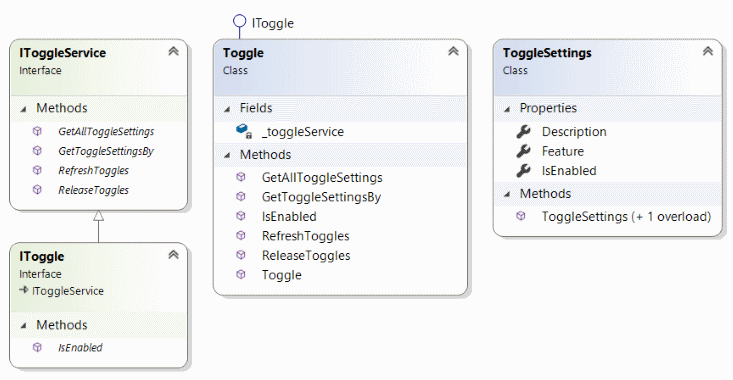 IToggleService
Interface
Methods
GetAllToggleSettings
GetToggleSettingsBy
RefreshToggles
ReleaseToggles
IToggle
Interface
IToggleService
Methods
IsEnabled
IToggle
Toggle
Class
Fields
_toggleService
Methods
GetAllToggleSettings
GetToggleSettingsBy
IsEnabled
RefreshToggles
ReleaseToggles
Toggle
ToggleSettings
Class
Properties
Description
Feature
IsEnabled
Methods
ToggleSettings (+ 1 overload)